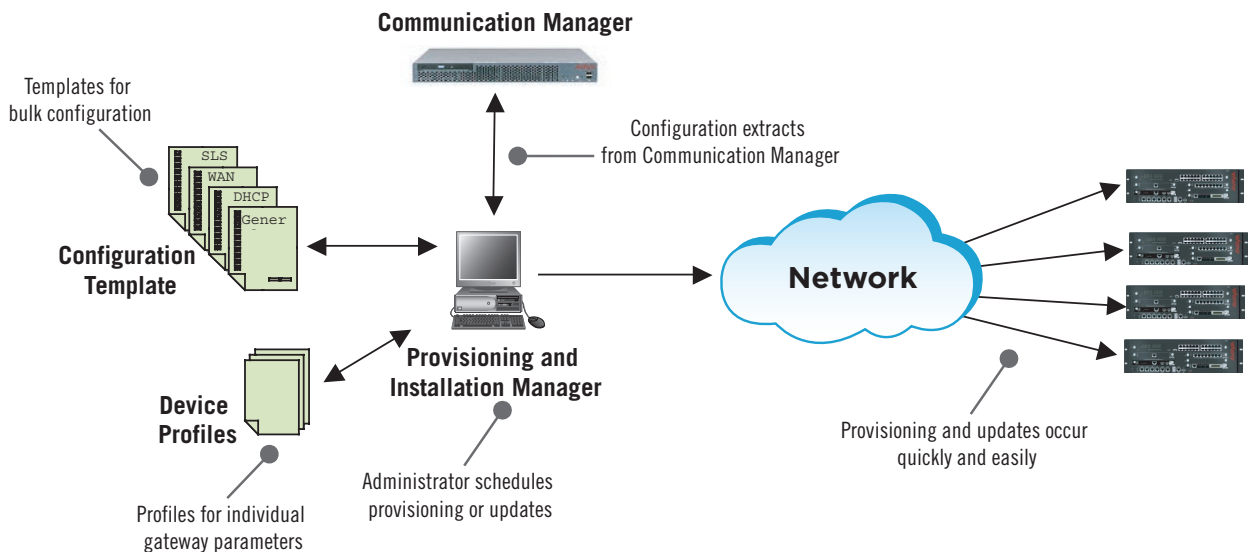 Communication Manager
Templates for
bulk configuration
SLS
WAN
DHCP
Gener
Configuration
Template
Configuration extracts
from Communication Manager
Network
Provisioning and
Installation Manager
Device
Profiles
Provisioning and updates occur
quickly and easily
Administrator schedules
provisioning or updates
Profiles for individual
gateway parameters